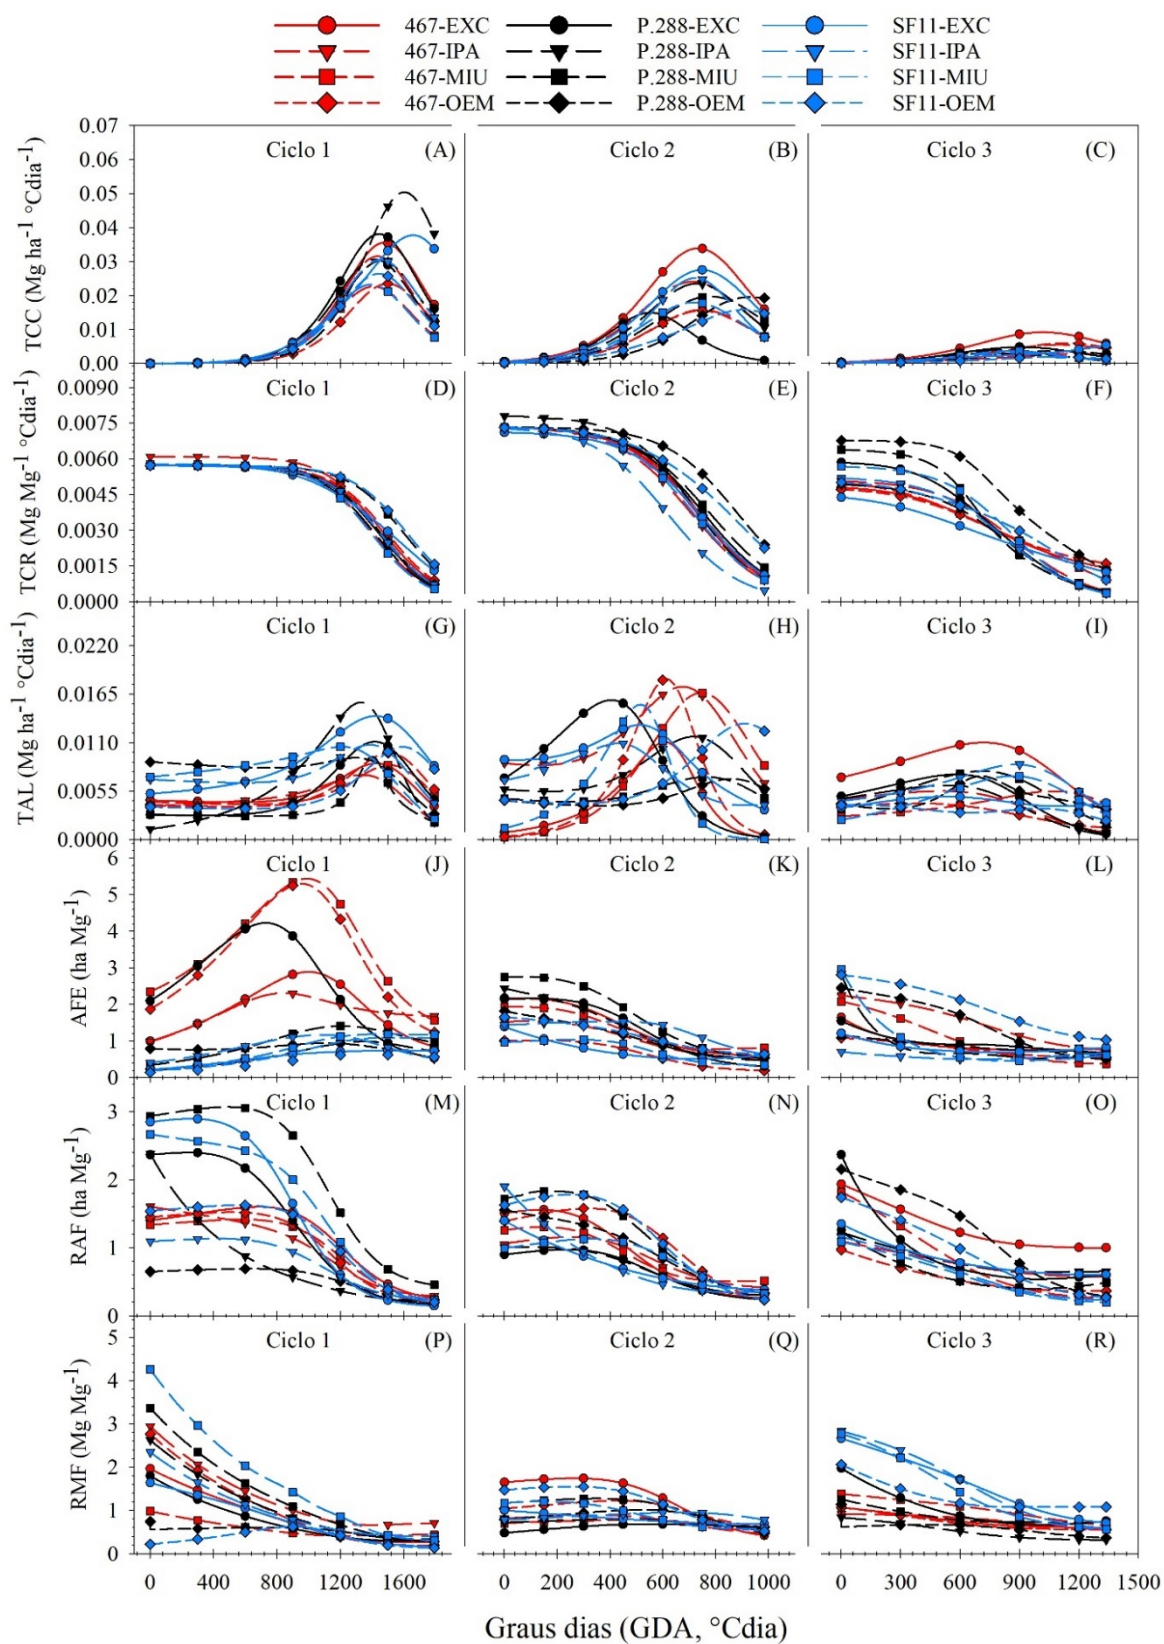 467-EXC P.288-EXC SF11-EXC
467-IPA P.288-IPA SF11-IPA
467-MIU P.288-MIU SF11-MIU
467-OEM P.288-OEM SF11-OEM
TCC (Mg ha⁻¹ °Cdia⁻¹)
0.07
0.06
0.05
0.04
0.03
0.02
0.01
0.00
Ciclo 1 (A)
Ciclo 2 (B)
Ciclo 3 (C)
TCR (Mg Mg⁻¹ °Cdia⁻¹)
0.0090
0.0075
0.0060
0.0045
0.0030
0.0015
0.0000
Ciclo 1 (D)
Ciclo 2 (E)
Ciclo 3 (F)
TAL (Mg ha⁻¹ °Cdia⁻¹)
0.0220
0.0165
0.0110
0.0055
0.0000
Ciclo 1 (G)
Ciclo 2 (H)
Ciclo 3 (I)
AFE (ha Mg⁻¹)
6
5
4
3
2
1
0
Ciclo 1 (J)
Ciclo 2 (K)
Ciclo 3 (L)
RAF (ha Mg⁻¹)
3
2
1
0
Ciclo 1 (M)
Ciclo 2 (N)
Ciclo 3 (O)
RMF (Mg Mg⁻¹)
5
4
3
2
1
0
Ciclo 1 (P)
Ciclo 2 (Q)
Ciclo 3 (R)
0 400 800 1200 1600 0 200 400 600 800 1000 0 300 600 900 1200 1500
Graus dias (GDA, °Cdia)